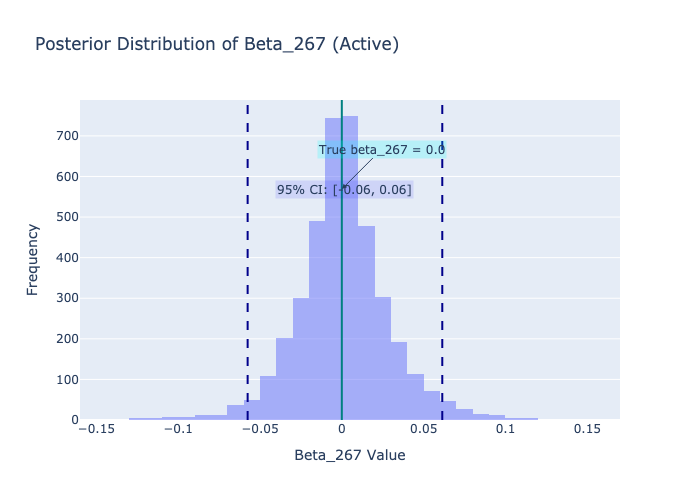 Posterior Distribution of Beta_267 (Active)
700
True beta_267 = 0.0
600
95% CI: [-0.06, 0.06]
500
Frequency
400
300
200
100
0
−0.15 −0.1 −0.05 0 0.05 0.1 0.15
Beta_267 Value